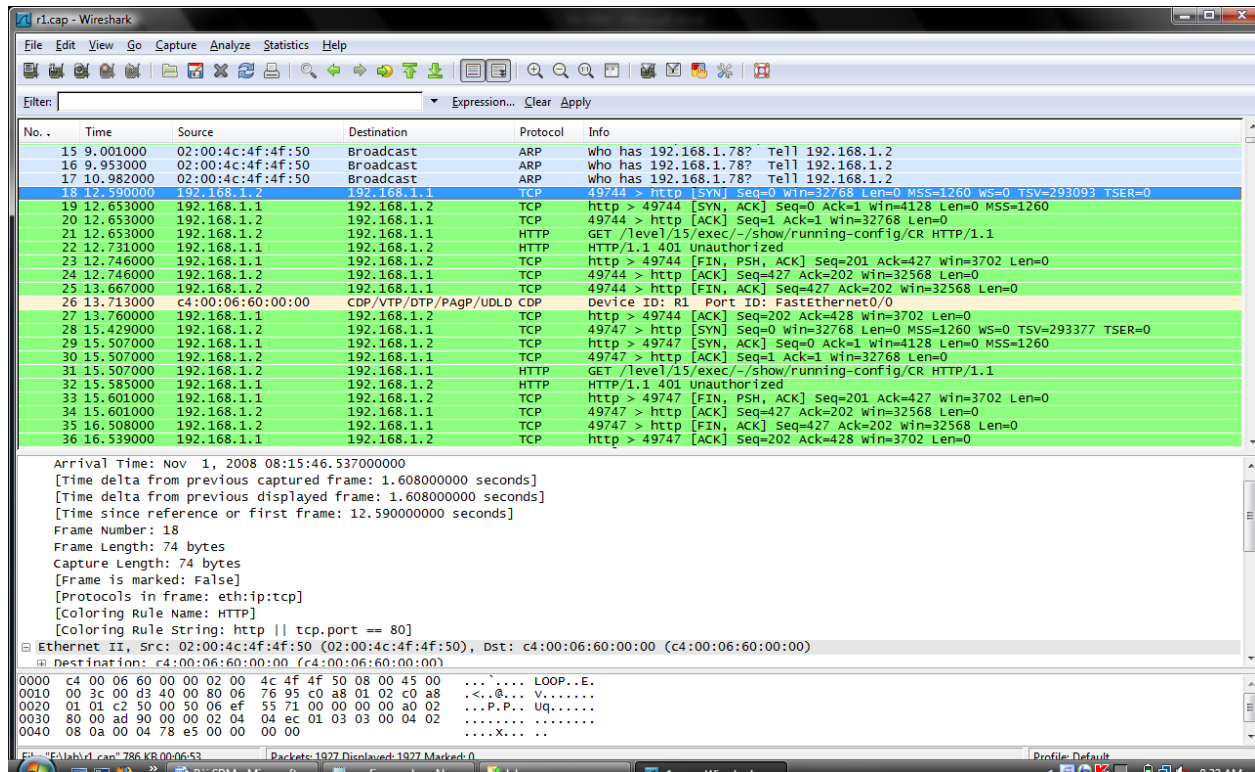 r1.cap - Wireshark
File Edit View Go Capture Analyze Statistics Help
Filter: Expression... Clear Apply
No. . Time Source Destination Protocol Info
15 9.001000 02:00:4c:4f:4f:50 Broadcast ARP Who has 192.168.1.78? Tell 192.168.1.2
16 9.953000 02:00:4c:4f:4f:50 Broadcast ARP Who has 192.168.1.78? Tell 192.168.1.2
17 10.982000 02:00:4c:4f:4f:50 Broadcast ARP Who has 192.168.1.78? Tell 192.168.1.2
18 12.590000 192.168.1.2 192.168.1.1 TCP 49744 > http [SYN] Seq=0 Win=32768 Len=0 MSS=1260 WS=0 TSV=293093 TSER=0
19 12.653000 192.168.1.1 192.168.1.2 TCP http > 49744 [SYN, ACK] Seq=0 Ack=1 Win=4128 Len=0 MSS=1260
20 12.653000 192.168.1.2 192.168.1.1 TCP 49744 > http [ACK] Seq=1 Ack=1 Win=32768 Len=0
21 12.653000 192.168.1.2 192.168.1.1 HTTP GET /level/15/exec/-/show/running-config/CR HTTP/1.1
22 12.731000 192.168.1.1 192.168.1.2 HTTP HTTP/1.1 401 Unauthorized
23 12.746000 192.168.1.1 192.168.1.2 TCP http > 49744 [FIN, PSH, ACK] Seq=201 Ack=427 Win=3702 Len=0
24 12.746000 192.168.1.2 192.168.1.1 TCP 49744 > http [ACK] Seq=427 Ack=202 Win=32568 Len=0
25 13.667000 192.168.1.2 192.168.1.1 TCP 49744 > http [FIN, ACK] Seq=427 Ack=202 Win=32568 Len=0
26 13.713000 c4:00:06:60:00:00 CDP/VTP/DTP/PAgP/UDLD CDP Device ID: R1 Port ID: FastEthernet0/0
27 13.760000 192.168.1.1 192.168.1.2 TCP http > 49744 [ACK] Seq=202 Ack=428 Win=3702 Len=0
28 15.429000 192.168.1.2 192.168.1.1 TCP 49747 > http [SYN] Seq=0 Win=32768 Len=0 MSS=1260 WS=0 TSV=293377 TSER=0
29 15.507000 192.168.1.1 192.168.1.2 TCP http > 49747 [SYN, ACK] Seq=0 Ack=1 Win=4128 Len=0 MSS=1260
30 15.507000 192.168.1.2 192.168.1.1 TCP 49747 > http [ACK] Seq=1 Ack=1 Win=32768 Len=0
31 15.507000 192.168.1.2 192.168.1.1 HTTP GET /level/15/exec/-/show/running-config/CR HTTP/1.1
32 15.585000 192.168.1.1 192.168.1.2 HTTP HTTP/1.1 401 Unauthorized
33 15.601000 192.168.1.1 192.168.1.2 TCP http > 49747 [FIN, PSH, ACK] Seq=201 Ack=427 Win=3702 Len=0
34 15.601000 192.168.1.2 192.168.1.1 TCP 49747 > http [ACK] Seq=427 Ack=202 Win=32568 Len=0
35 16.508000 192.168.1.2 192.168.1.1 TCP 49747 > http [FIN, ACK] Seq=427 Ack=202 Win=32568 Len=0
36 16.539000 192.168.1.1 192.168.1.2 TCP http > 49747 [ACK] Seq=202 Ack=428 Win=3702 Len=0
Arrival Time: Nov 1, 2008 08:15:46.537000000
[Time delta from previous captured frame: 1.608000000 seconds]
[Time delta from previous displayed frame: 1.608000000 seconds]
[Time since reference or first frame: 12.590000000 seconds]
Frame Number: 18
Frame Length: 74 bytes
Capture Length: 74 bytes
[Frame is marked: False]
[Protocols in frame: eth:ip:tcp]
[Coloring Rule Name: HTTP]
[Coloring Rule String: http || tcp.port == 80]
Ethernet II, Src: 02:00:4c:4f:4f:50 (02:00:4c:4f:4f:50), Dst: c4:00:06:60:00:00 (c4:00:06:60:00:00)
Destination: c4:00:06:60:00:00 (c4:00:06:60:00:00)
0000 c4 00 06 60 00 00 02 00 4c 4f 4f 50 08 00 45 00 ...`.... LOOP..E.
0010 00 3c 00 d3 40 00 80 06 76 95 c0 a8 01 02 c0 a8 .<..@... v.......
0020 01 01 c2 50 00 50 06 ef 55 71 00 00 00 00 a0 02 ...P.P.. Uq......
0030 80 00 ad 90 00 00 02 04 04 ec 01 03 03 00 04 02 ........ ........
0040 08 0a 00 04 78 e5 00 00 00 00 ....x... ..
File: "E:\lab\r1.cap" 786 KB 00:06:53 Packets: 1927 Displayed: 1927 Marked: 0 Profile: Default